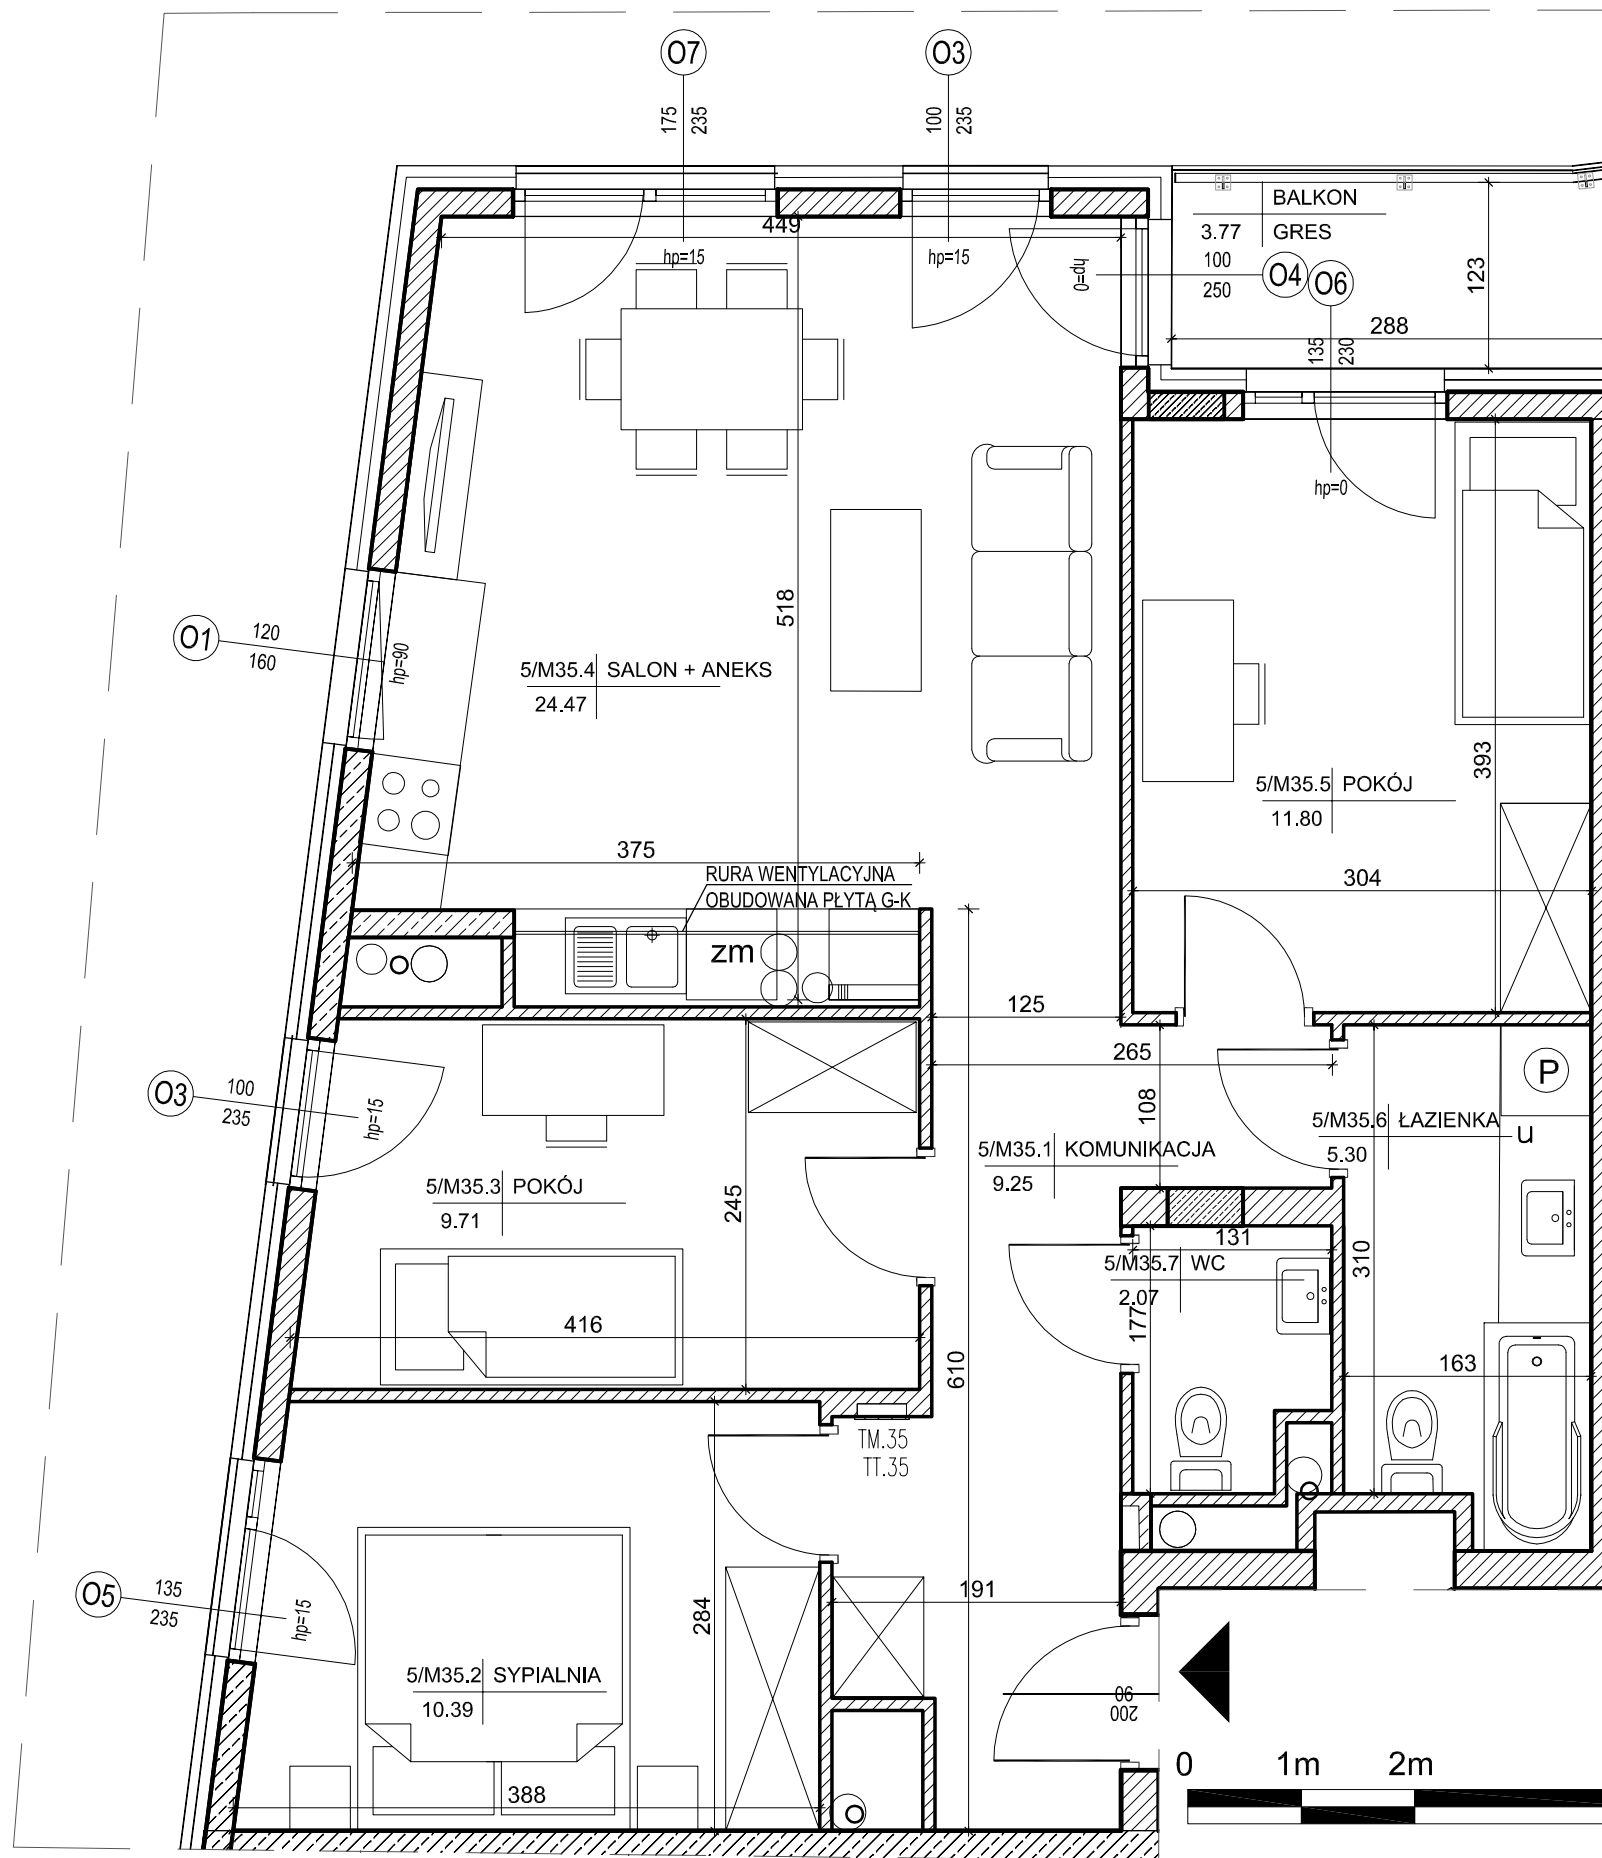 O7
O3
175
235
100
235
BALKON
3.77 GRES
449
hp=15
hp=15
hp=0
100
250
O4
O6
123
288
135
230
hp=0
518
O1
120
160
hp=90
5/M35.4 SALON + ANEKS
24.47
393
5/M35.5 POKÓJ
11.80
375
RURA WENTYLACYJNA
OBUDOWANA PŁYTĄ G-K
304
zm
125
265
108
P
O3
100
235
hp=15
5/M35.6 ŁAZIENKA
u
5.30
5/M35.1 KOMUNIKACJA
9.25
5/M35.3 POKÓJ
9.71
245
131
310
5/M35.7 WC
2.07
177
416
610
163
TM.35
TT.35
O5
135
235
hp=15
284
191
5/M35.2 SYPIALNIA
10.39
90
200
388
0 1m 2m